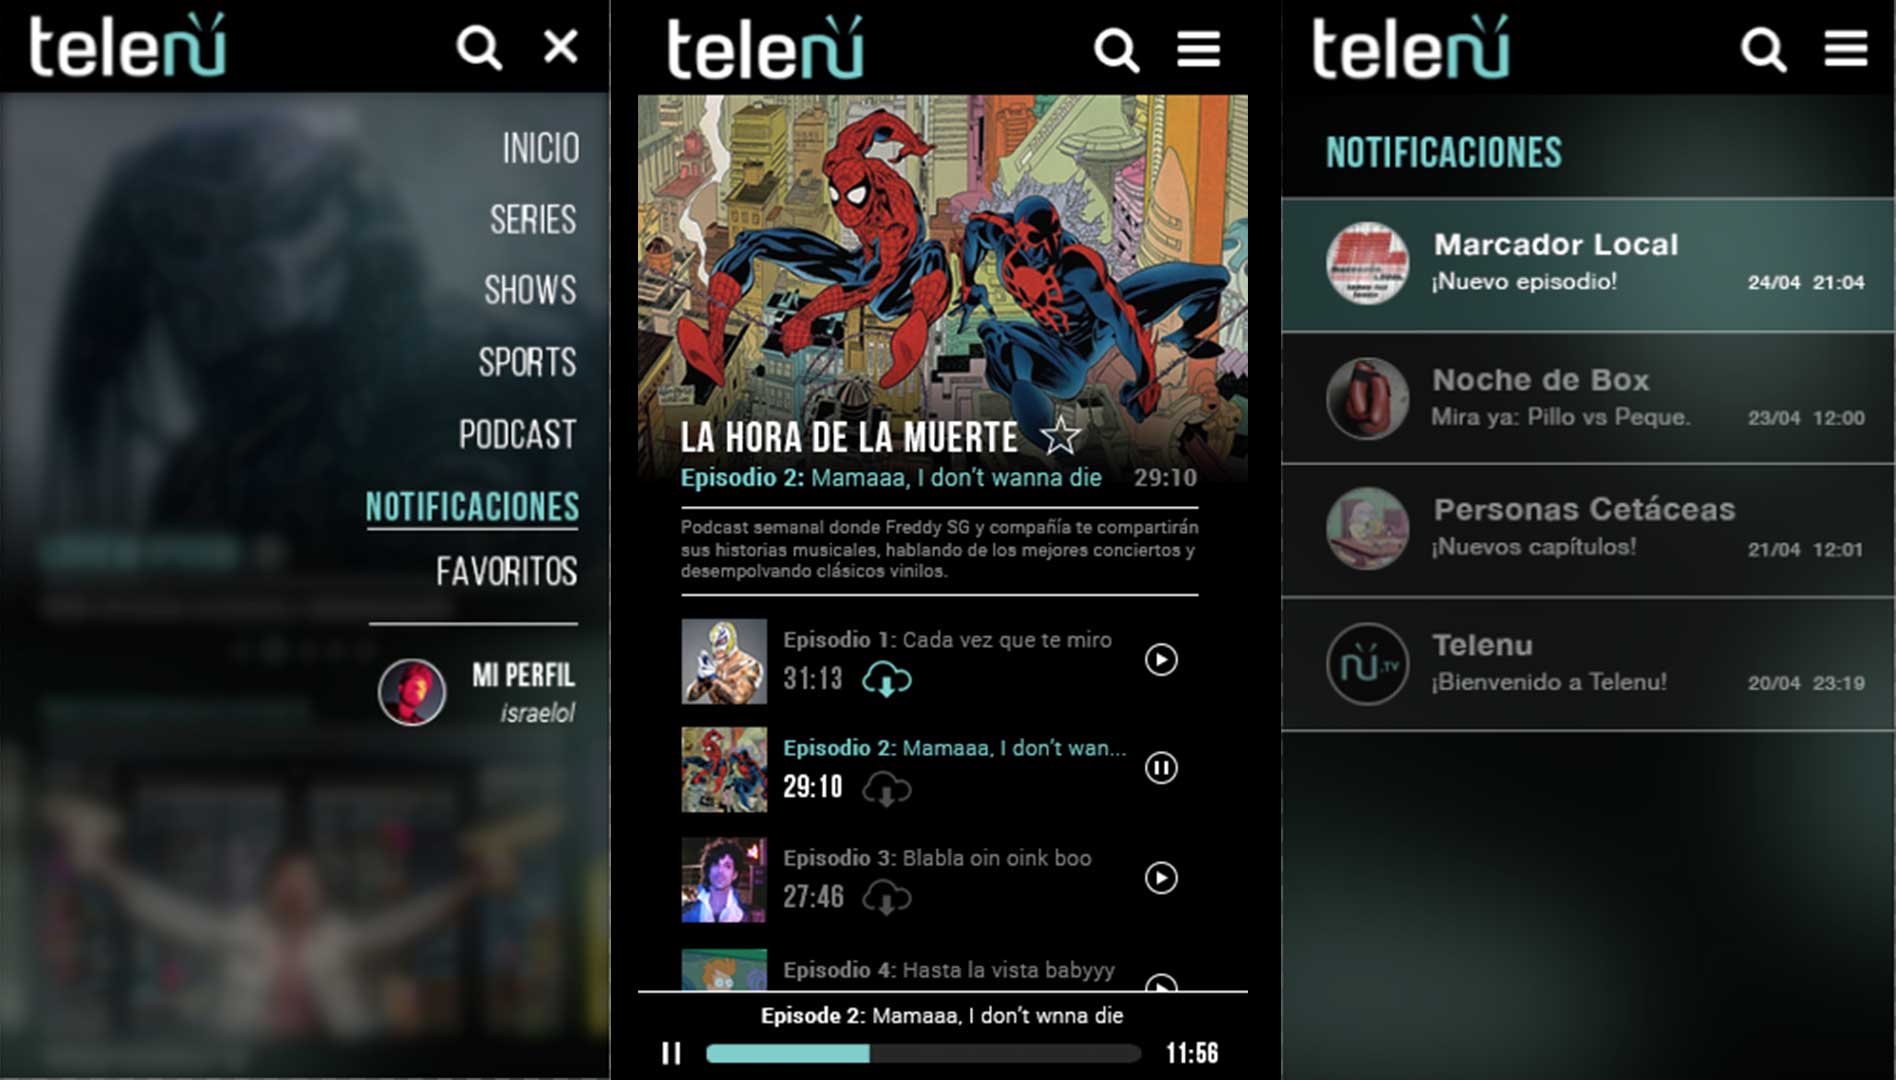 telenú
INICIO
SERIES
SHOWS
SPORTS
PODCAST
NOTIFICACIONES
FAVORITOS
MI PERFIL
israelol
telenú
LA HORA DE LA MUERTE
Episodio 2: Mamaaa, I don't wanna die 29:10
Podcast semanal donde Freddy SG y compañía te compartirán
sus historias musicales, hablando de los mejores conciertos y
desempolvando clásicos vinilos.
Episodio 1: Cada vez que te miro
31:13
Episodio 2: Mamaaa, I don't wan...
29:10
Episodio 3: Blabla oin oink boo
27:46
Episodio 4: Hasta la vista babyyy
Episode 2: Mamaaa, I don't wnna die
11:56
telenú
NOTIFICACIONES
Marcador Local
¡Nuevo episodio! 24/04 21:04
Noche de Box
Mira ya: Pillo vs Peque. 23/04 12:00
Personas Cetáceas
¡Nuevos capítulos! 21/04 12:01
nú.TV
Telenu
¡Bienvenido a Telenu! 20/04 23:19